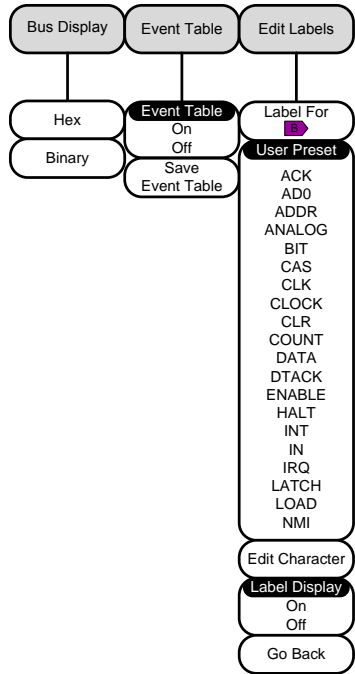 Bus Display
Event Table
Edit Labels
Hex
Binary
Event Table
On
Off
Save
Event Table
Label For
B
User Preset
ACK
AD0
ADDR
ANALOG
BIT
CAS
CLK
CLOCK
CLR
COUNT
DATA
DTACK
ENABLE
HALT
INT
IN
IRQ
LATCH
LOAD
NMI
Edit Character
Label Display
On
Off
Go Back